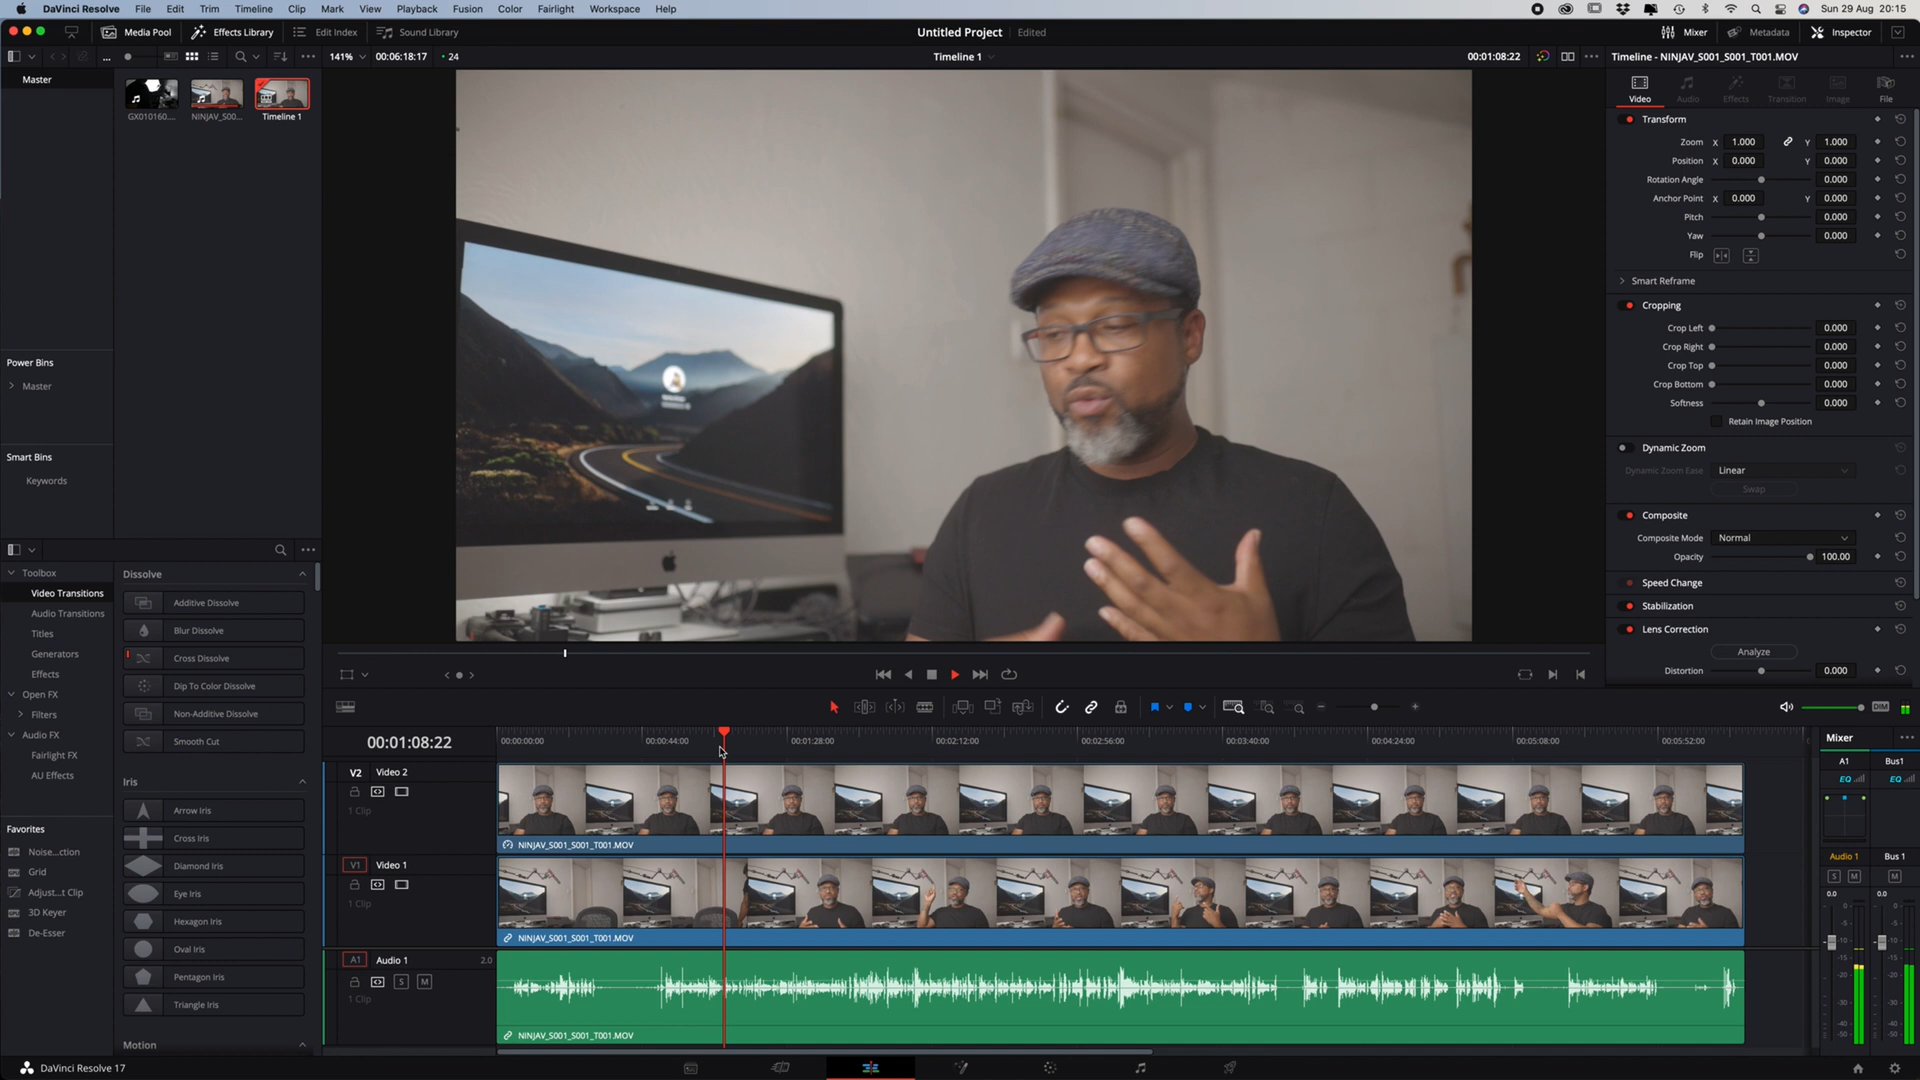 DaVinci Resolve File Edit Trim Timeline Clip Mark View Playback Fusion Color Fairlight Workspace Help Sun 29 Aug 20:15
Media Pool Effects Library Edit Index Sound Library Untitled Project Edited Mixer Metadata Inspector
141% 00:06:18:17 24 Timeline 1 00:01:08:22 Timeline - NINJAV_S001_S001_T001.MOV
Master
GX010160.... NINJAV_S00... Timeline 1
Video Audio Effects Transition Image File
Transform
Zoom X 1.000 Y 1.000
Position X 0.000 Y 0.000
Rotation Angle 0.000
Anchor Point X 0.000 Y 0.000
Pitch 0.000
Yaw 0.000
Flip
Smart Reframe
Cropping
Crop Left 0.000
Crop Right 0.000
Crop Top 0.000
Crop Bottom 0.000
Softness 0.000
Retain Image Position
Dynamic Zoom
Dynamic Zoom Ease Linear
Swap
Composite
Composite Mode Normal
Opacity 100.00
Speed Change
Stabilization
Lens Correction
Analyze
Distortion 0.000
Power Bins
Master
Smart Bins
Keywords
Toolbox
Video Transitions
Audio Transitions
Titles
Generators
Effects
Open FX
Filters
Audio FX
Fairlight FX
AU Effects
Favorites
Noise...ction
Grid
Adjust...t Clip
3D Keyer
De-Esser
Dissolve
Additive Dissolve
Blur Dissolve
Cross Dissolve
Dip To Color Dissolve
Non-Additive Dissolve
Smooth Cut
Iris
Arrow Iris
Cross Iris
Diamond Iris
Eye Iris
Hexagon Iris
Oval Iris
Pentagon Iris
Triangle Iris
Motion
DIM
00:01:08:22
00:00:00:00 00:00:44:00 00:01:28:00 00:02:12:00 00:02:56:00 00:03:40:00 00:04:24:00 00:05:08:00 00:05:52:00
V2 Video 2
1 Clip
NINJAV_S001_S001_T001.MOV
V1 Video 1
1 Clip
NINJAV_S001_S001_T001.MOV
A1 Audio 1 2.0
S M
1 Clip
NINJAV_S001_S001_T001.MOV
Mixer
A1 Bus1
EQ EQ
Audio 1 Bus 1
S M M
0.0 0.0
DaVinci Resolve 17